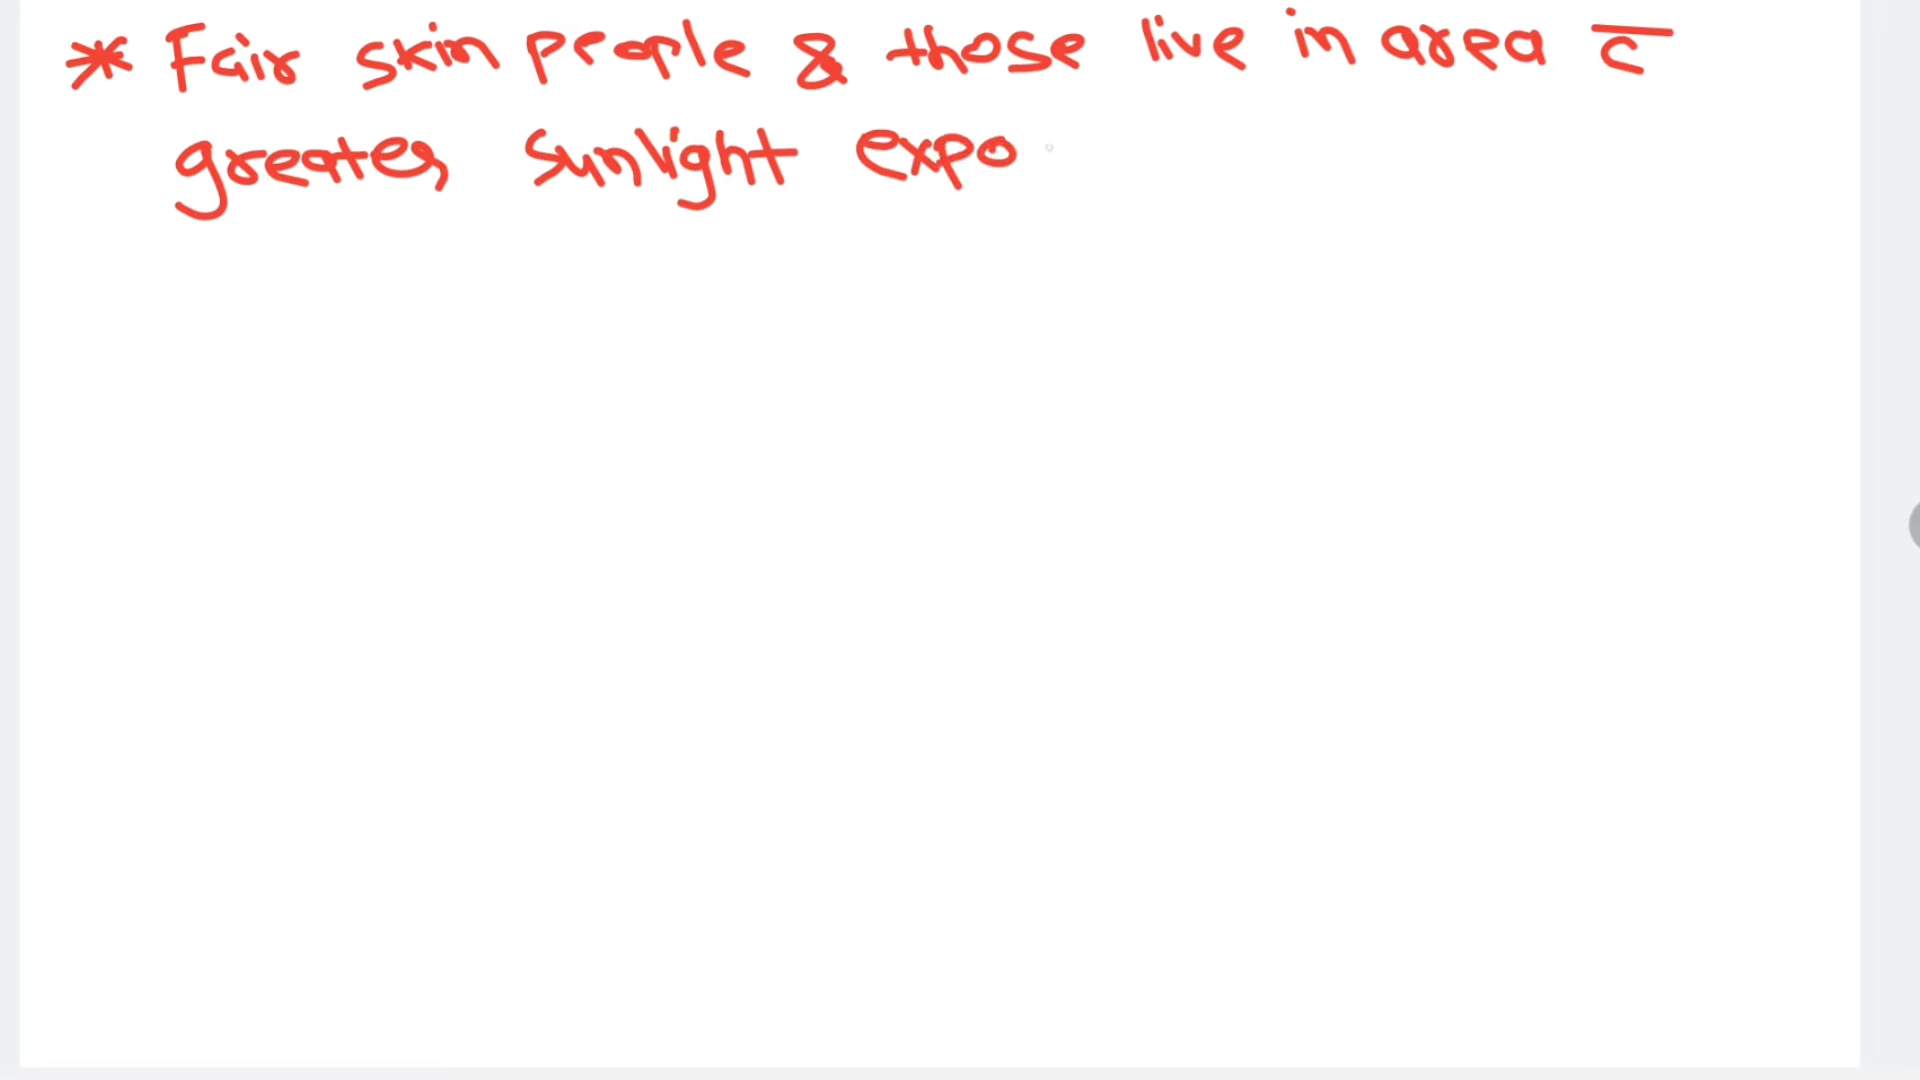 * Fair skin people & those live in area c̅
greater sunlight expo